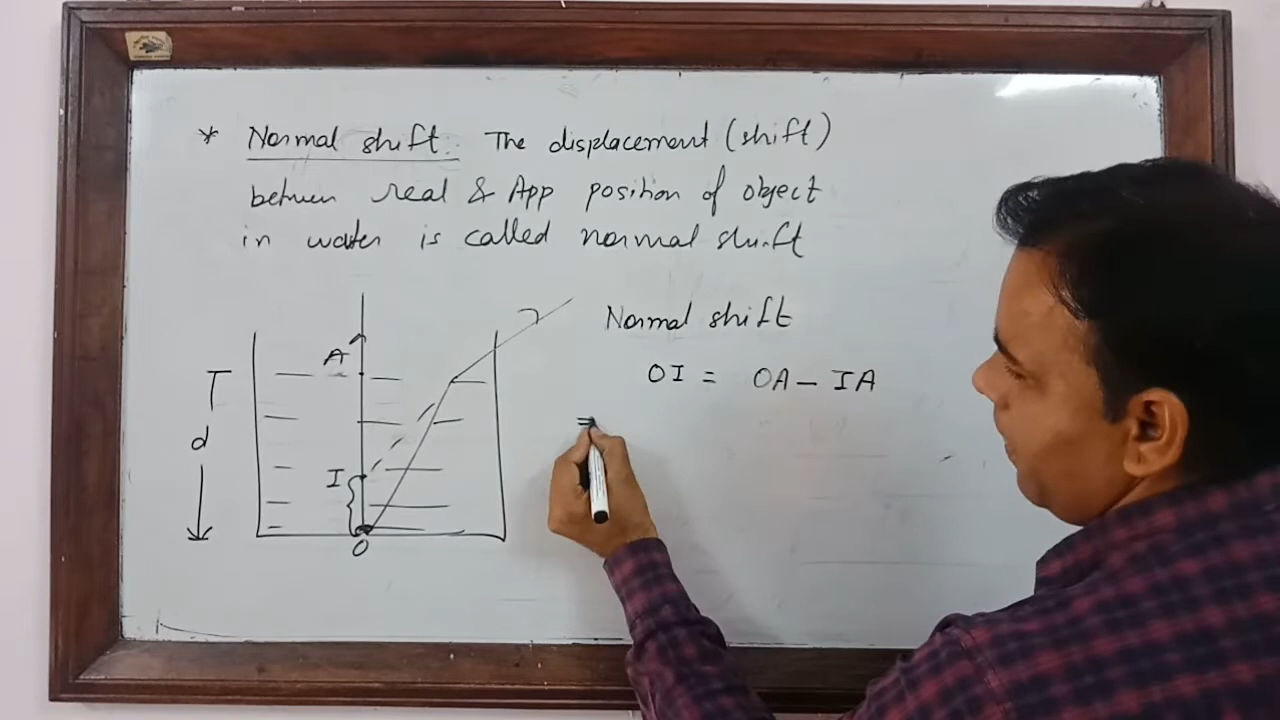 * Normal shift: The displacement (shift)
between real & App position of object
in water is called normal shift
Normal shift
OI = OA - IA
=
A
d
I
O